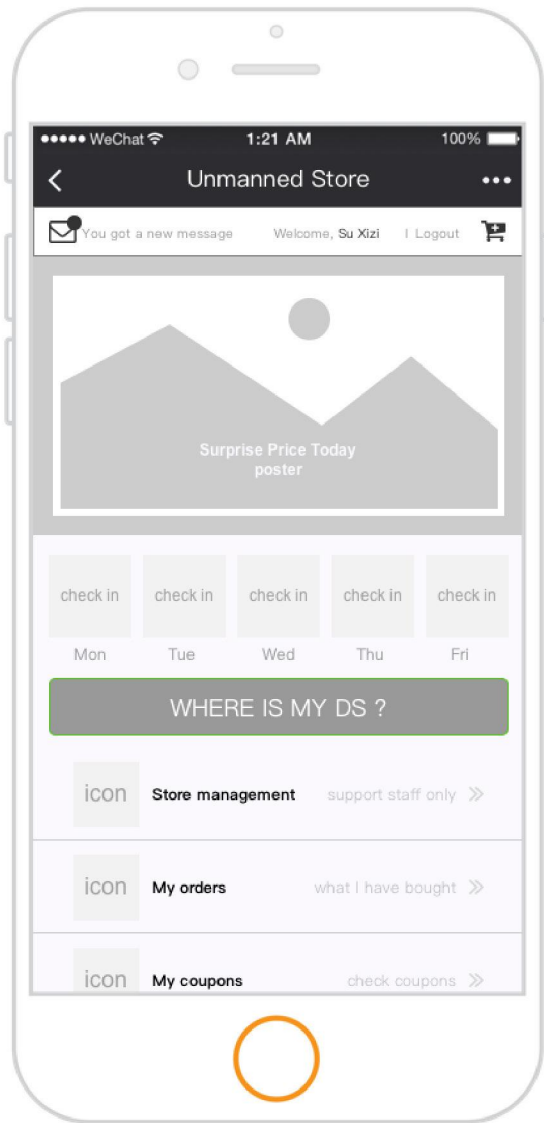 WeChat 1:21 AM 100%
Unmanned Store
You got a new message Welcome, Su Xizi | Logout
Surprise Price Today
poster
check in check in check in check in check in
Mon Tue Wed Thu Fri
WHERE IS MY DS ?
icon Store management support staff only
icon My orders what I have bought
icon My coupons check coupons